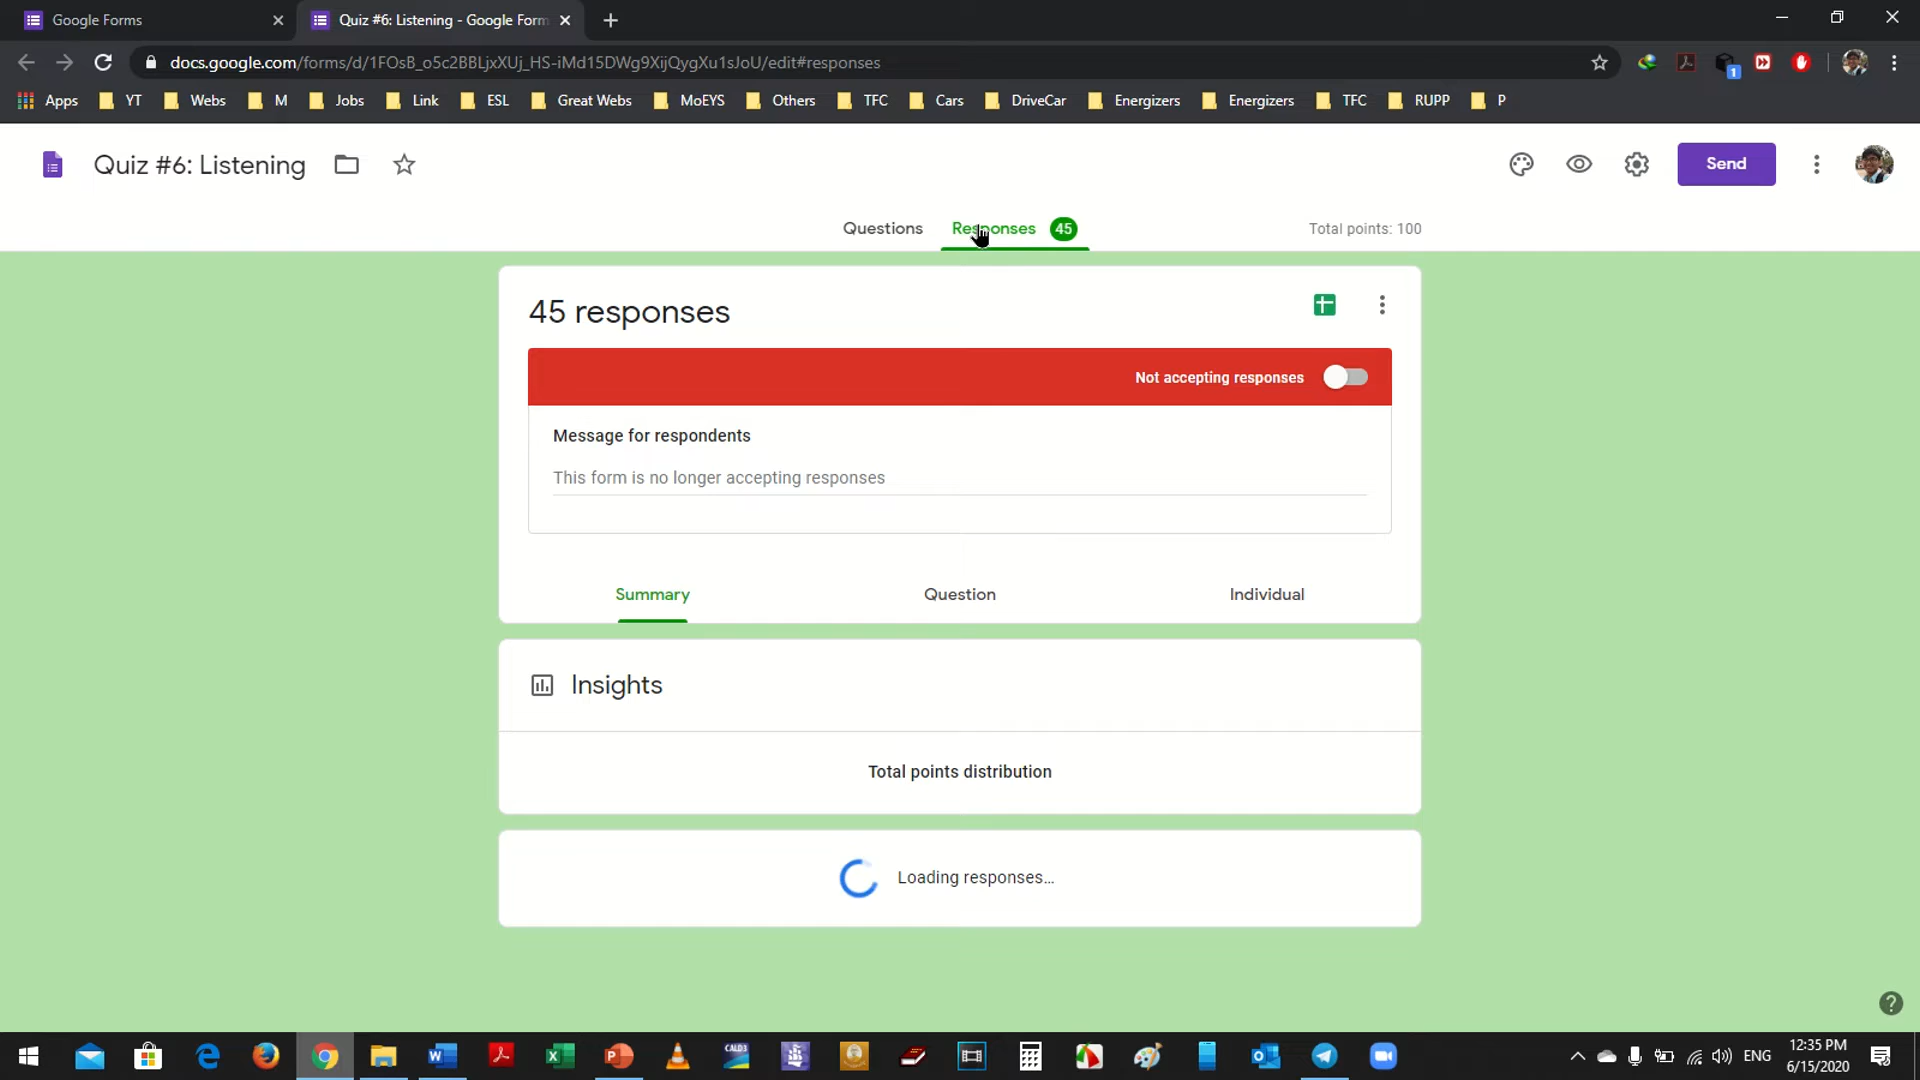 Google Forms
Quiz #6: Listening - Google Form
docs.google.com/forms/d/1FOsB_o5c2BBLjxXUj_HS-iMd15DWg9XijQygXu1sJoU/edit#responses
Apps YT Webs M Jobs Link ESL Great Webs MoEYS Others TFC Cars DriveCar Energizers Energizers TFC RUPP P
Quiz #6: Listening
Send
Questions Responses 45 Total points: 100
45 responses
Not accepting responses
Message for respondents
This form is no longer accepting responses
Summary Question Individual
Insights
Total points distribution
Loading responses...
12:35 PM
ENG
6/15/2020